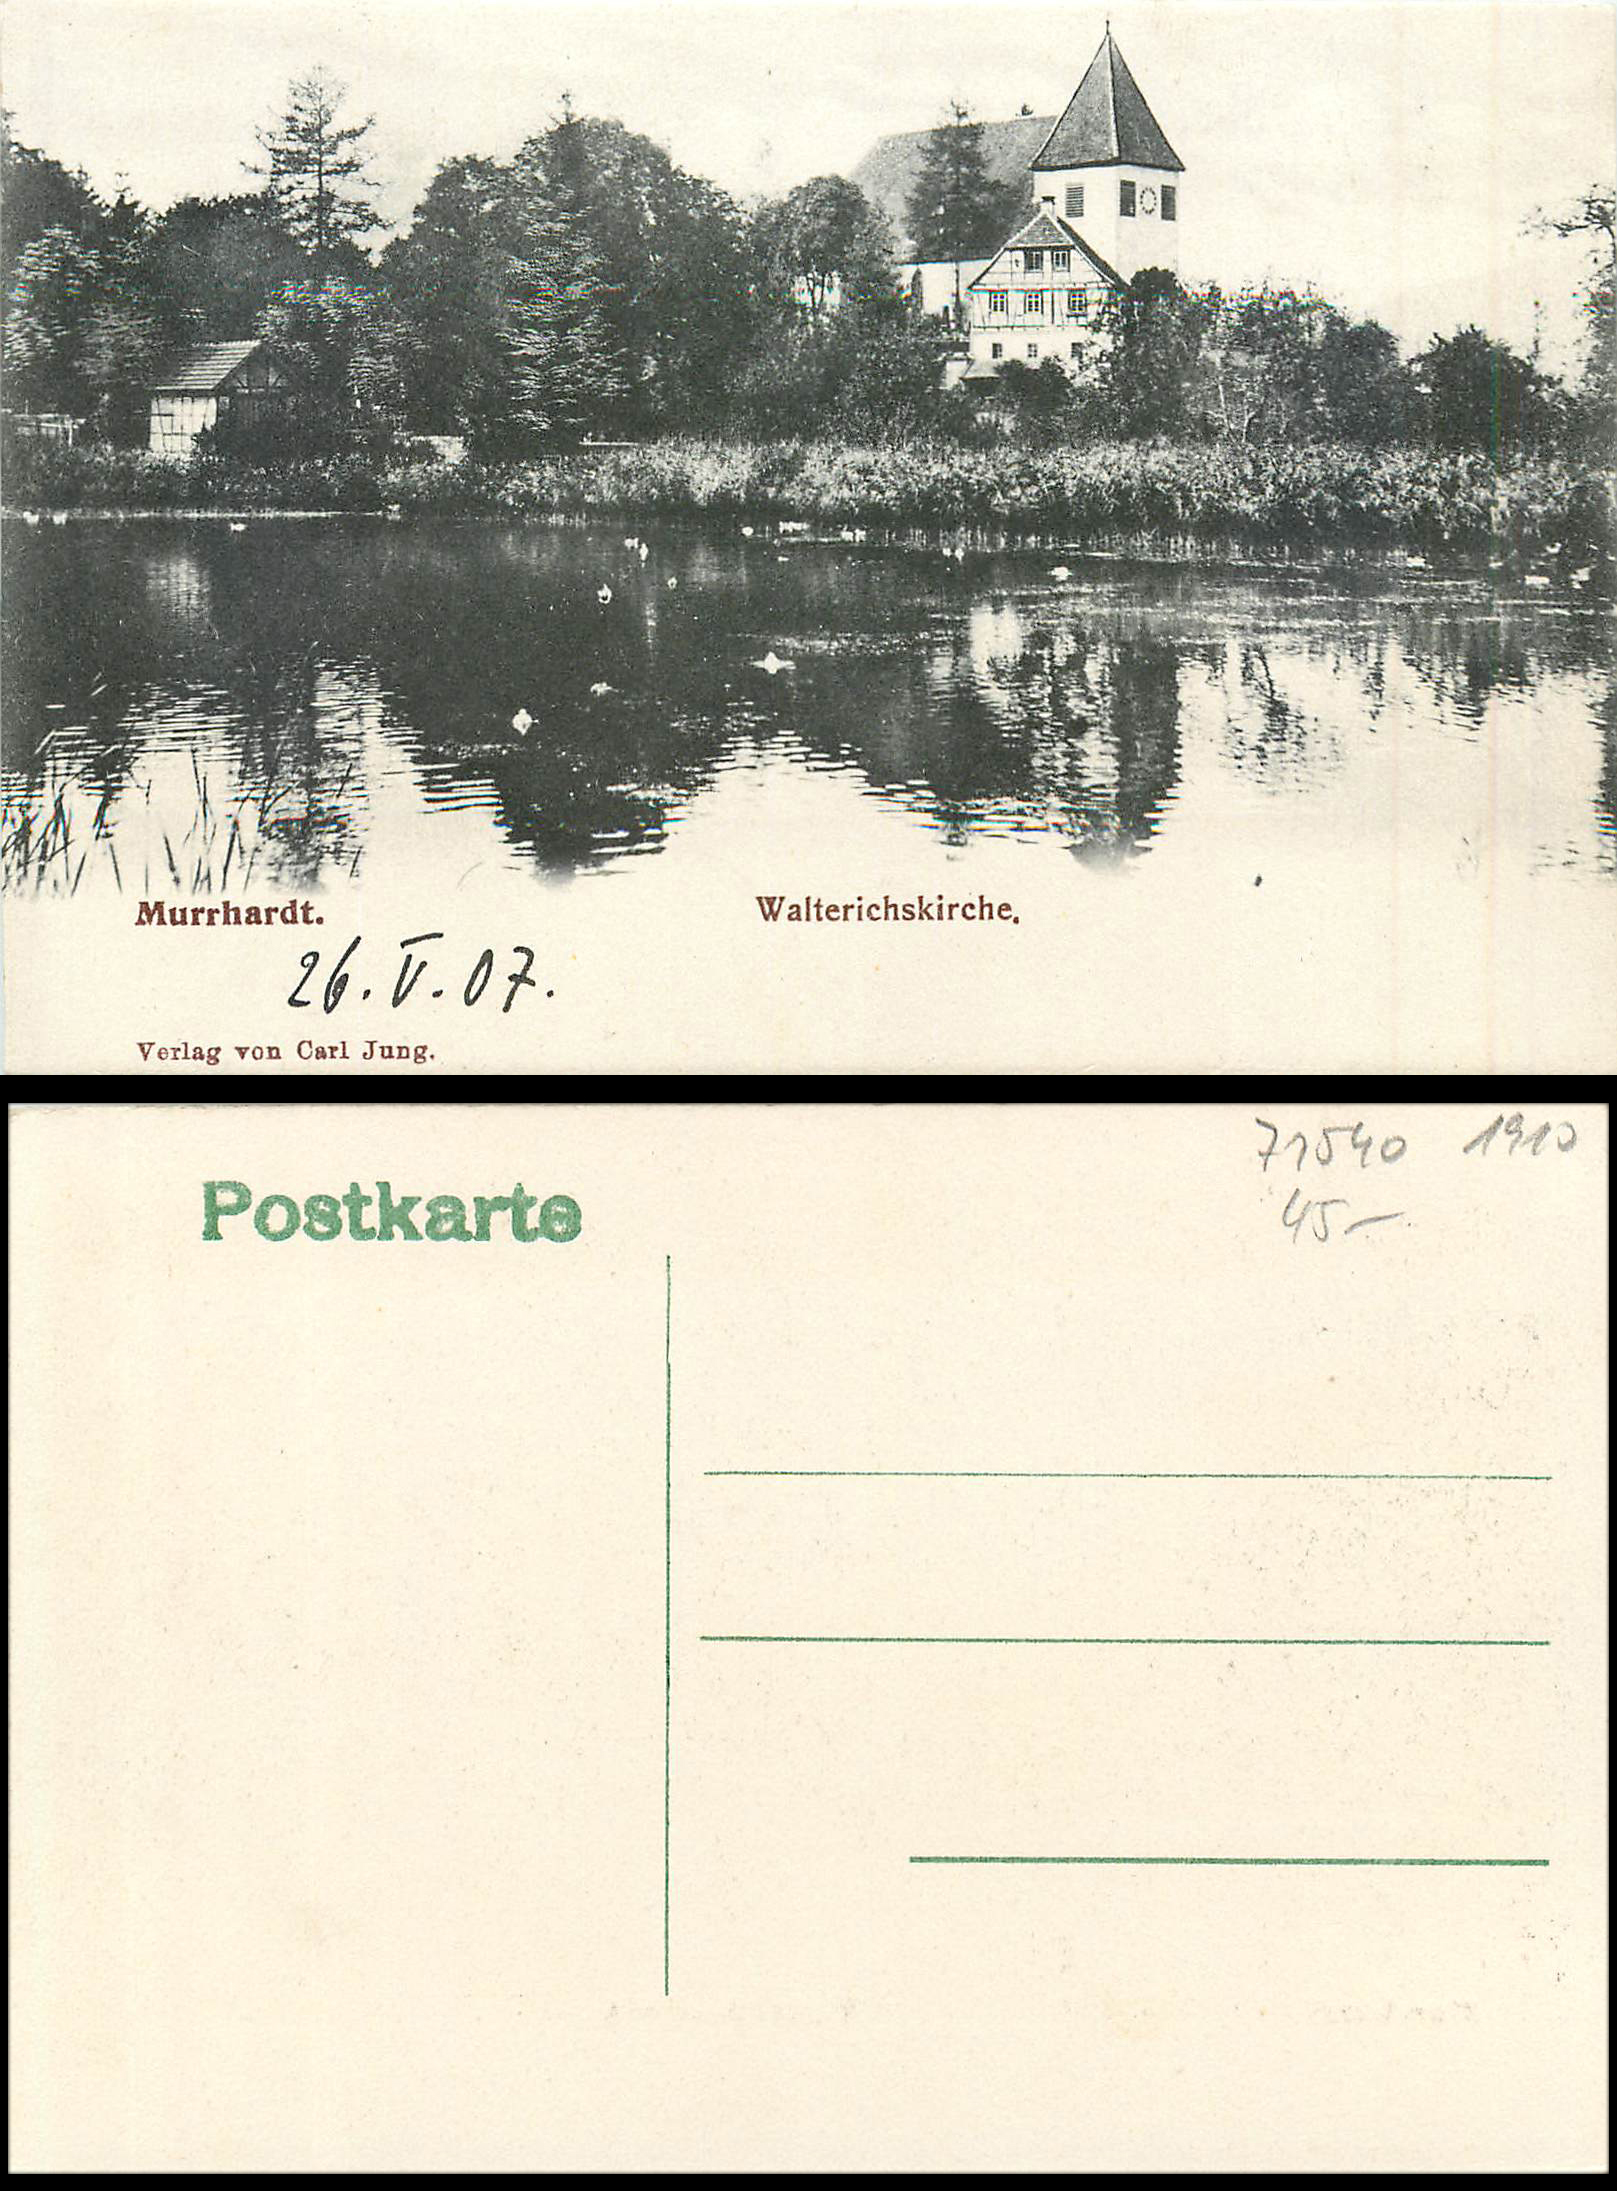 Murrhardt.
Walterichskirche.
26. V. 07.
Verlag von Carl Jung.
71540 1910
Postkarte
45.-